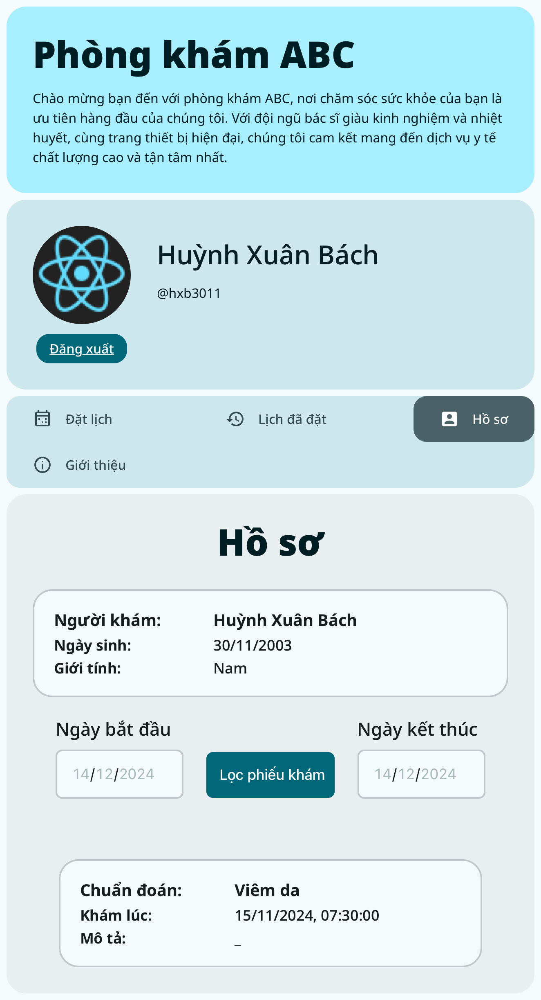 Phòng khám ABC
Chào mừng bạn đến với phòng khám ABC, nơi chăm sóc sức khỏe của bạn là
ưu tiên hàng đầu của chúng tôi. Với đội ngũ bác sĩ giàu kinh nghiệm và nhiệt
huyết, cùng trang thiết bị hiện đại, chúng tôi cam kết mang đến dịch vụ y tế
chất lượng cao và tận tâm nhất.
Huỳnh Xuân Bách
@hxb3011
Đăng xuất
Đặt lịch
Lịch đã đặt
Hồ sơ
Giới thiệu
Hồ sơ
Người khám: Huỳnh Xuân Bách
Ngày sinh: 30/11/2003
Giới tính: Nam
Ngày bắt đầu
14/12/2024
Lọc phiếu khám
Ngày kết thúc
14/12/2024
Chuẩn đoán: Viêm da
Khám lúc: 15/11/2024, 07:30:00
Mô tả: _